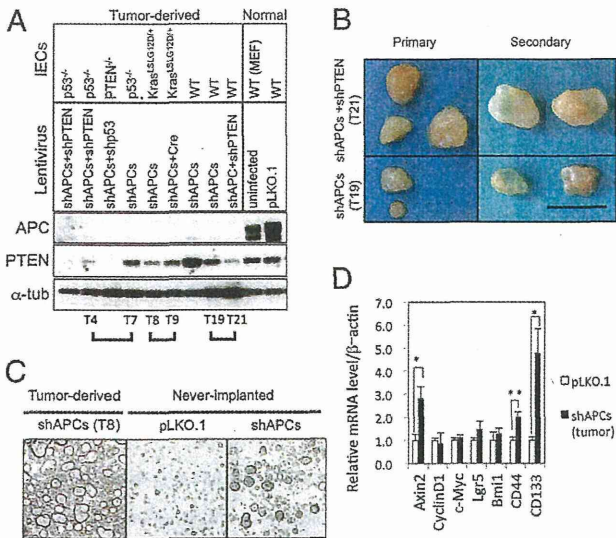 A
Tumor-derived
Normal
IECs
p53-/-
p53-/-
PTEN-/-
p53-/-
KrasLSLG12D/+
KrasLSLG12D/+
WT
WT
WT
WT (MEF)
WT
Lentivirus
shAPCs+shPTEN
shAPCs+shPTEN
shAPCs+shp53
shAPCs
shAPCs
shAPCs+Cre
shAPCs
shAPCs
shAPC+shPTEN
uninfected
pLKO.1
APC
PTEN
α-tub
T4
T7
T8
T9
T19
T21
B
Primary
Secondary
shAPCs +shPTEN
(T21)
shAPCs
(T19)
C
Tumor-derived
Never-implanted
shAPCs (T8)
pLKO.1
shAPCs
D
Relative mRNA level/β-actin
7.0
6.0
5.0
4.0
3.0
2.0
1.0
*
**
*
Axin2
CyclinD1
c-Myc
Lgr5
Bmi1
CD44
CD133
pLKO.1
shAPCs
(tumor)